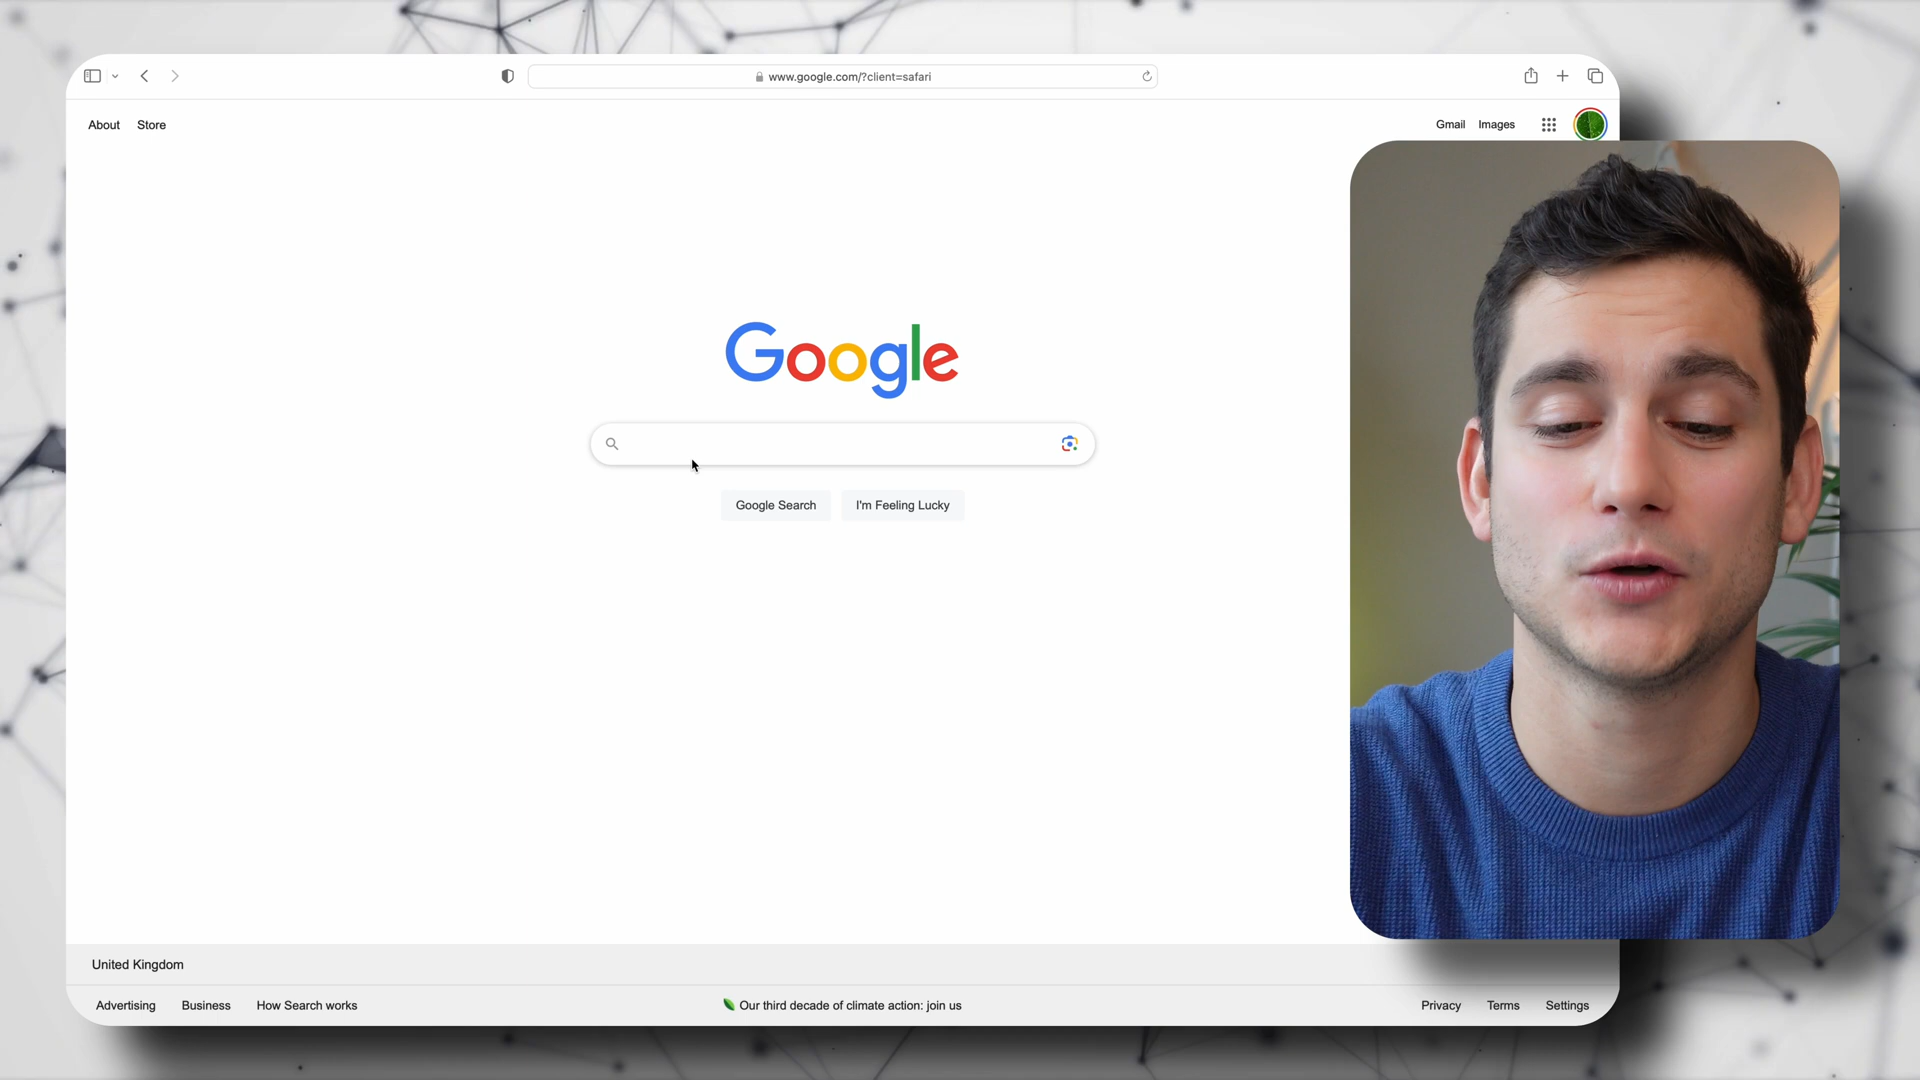 www.google.com/?client=safari
About Store
Gmail Images
Google
Google Search I'm Feeling Lucky
United Kingdom
Advertising Business How Search works
Our third decade of climate action: join us
Privacy Terms Settings